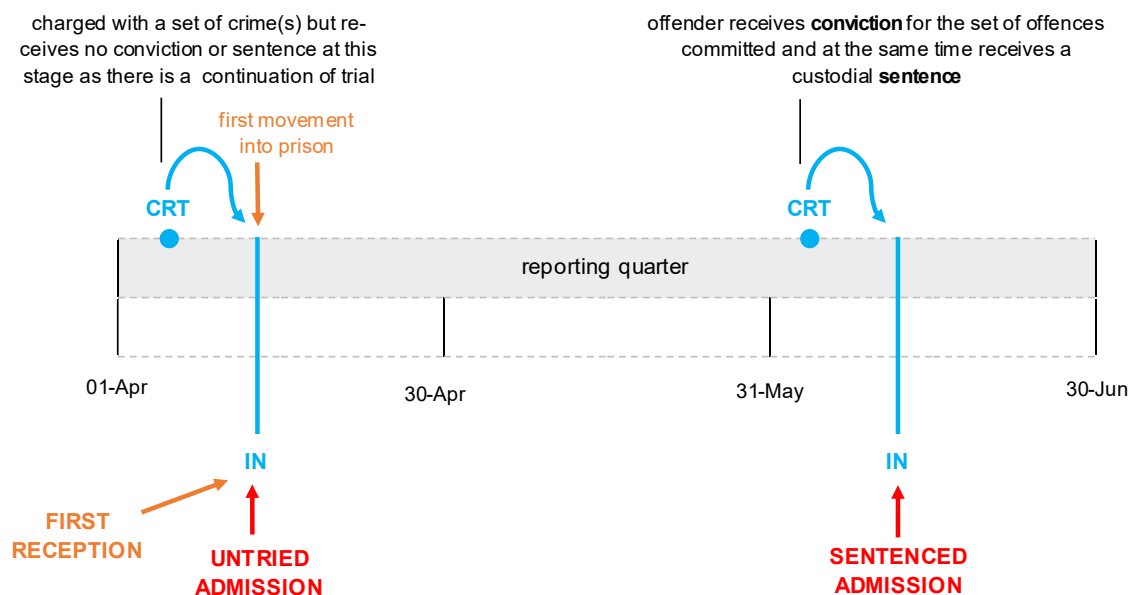 charged with a set of crime(s) but re-
ceives no conviction or sentence at this
stage as there is a continuation of trial
offender receives conviction for the set of offences
committed and at the same time receives a
custodial sentence
first movement
into prison
CRT
CRT
reporting quarter
01-Apr
30-Apr
31-May
30-Jun
IN
IN
FIRST
RECEPTION
UNTRIED
ADMISSION
SENTENCED
ADMISSION